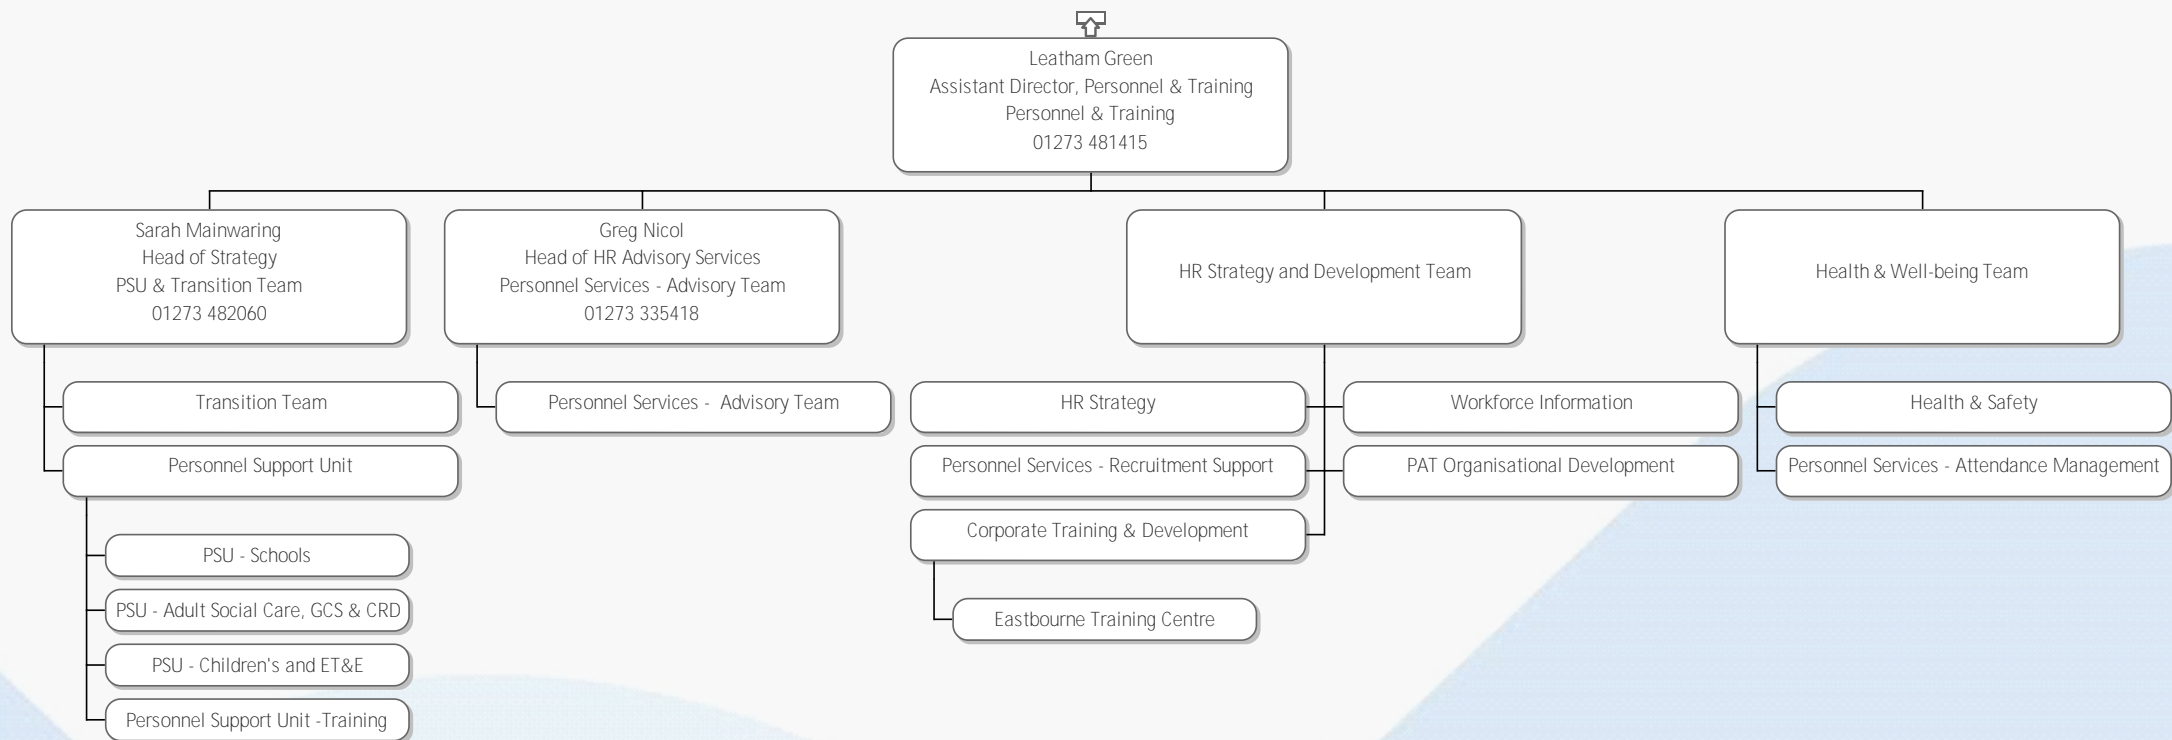 Leatham Green
Assistant Director, Personnel & Training
Personnel & Training
01273 481415
Sarah Mainwaring
Head of Strategy
PSU & Transition Team
01273 482060
Greg Nicol
Head of HR Advisory Services
Personnel Services - Advisory Team
01273 335418
HR Strategy and Development Team
Health & Well-being Team
Transition Team
Personnel Support Unit
PSU - Schools
PSU - Adult Social Care, GCS & CRD
PSU - Children's and ET&E
Personnel Support Unit -Training
Personnel Services -  Advisory Team
HR Strategy
Workforce Information
Personnel Services - Recruitment Support
PAT Organisational Development
Corporate Training & Development
Eastbourne Training Centre
Health & Safety
Personnel Services - Attendance Management